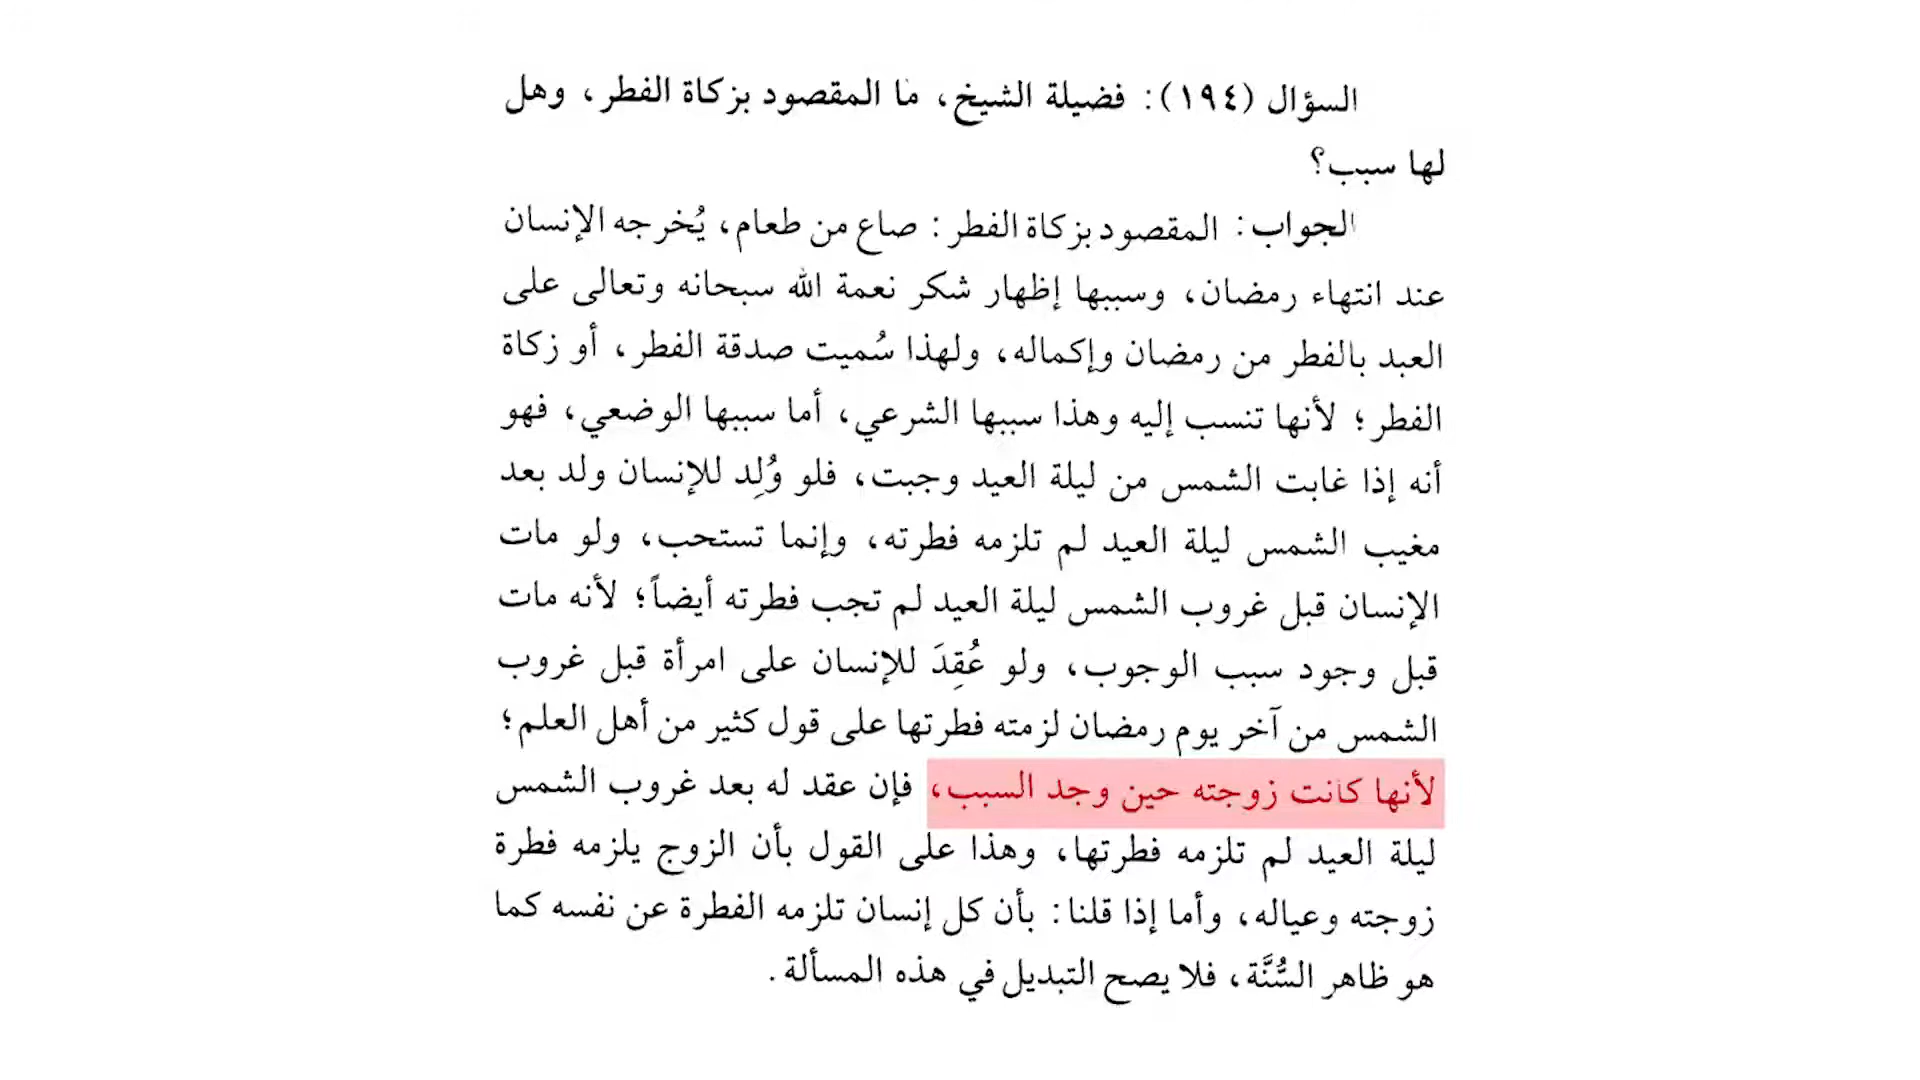 السؤال (١٩٤): فضيلة الشيخ، ما المقصود بزكاة الفطر، وهل
لها سبب؟
الجواب: المقصود بزكاة الفطر: صاع من طعام، يُخرجه الإنسان
عند انتهاء رمضان، وسببها إظهار شكر نعمة الله سبحانه وتعالى على
العبد بالفطر من رمضان وإكماله، ولهذا سُميت صدقة الفطر، أو زكاة
الفطر؛ لأنها تنسب إليه وهذا سببها الشرعي، أما سببها الوضعي، فهو
أنه إذا غابت الشمس من ليلة العيد وجبت، فلو وُلِد للإنسان ولد بعد
مغيب الشمس ليلة العيد لم تلزمه فطرته، وإنما تستحب، ولو مات
الإنسان قبل غروب الشمس ليلة العيد لم تجب فطرته أيضاً؛ لأنه مات
قبل وجود سبب الوجوب، ولو عُقِدَ للإنسان على امرأة قبل غروب
الشمس من آخر يوم رمضان لزمته فطرتها على قول كثير من أهل العلم؛
لأنها كانت زوجته حين وجد السبب، فإن عقد له بعد غروب الشمس
ليلة العيد لم تلزمه فطرتها، وهذا على القول بأن الزوج يلزمه فطرة
زوجته وعياله، وأما إذا قلنا: بأن كل إنسان تلزمه الفطرة عن نفسه كما
هو ظاهر السُّنَّة، فلا يصح التبديل في هذه المسألة.